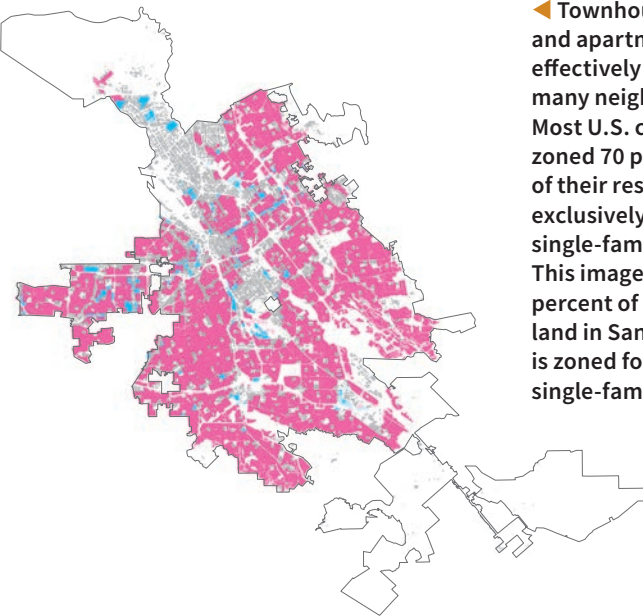 ◀ Townhou
and apartm
effectively
many neigh
Most U.S. c
zoned 70 p
of their res
exclusively
single-fam
This image
percent of
land in San
is zoned fo
single-fam